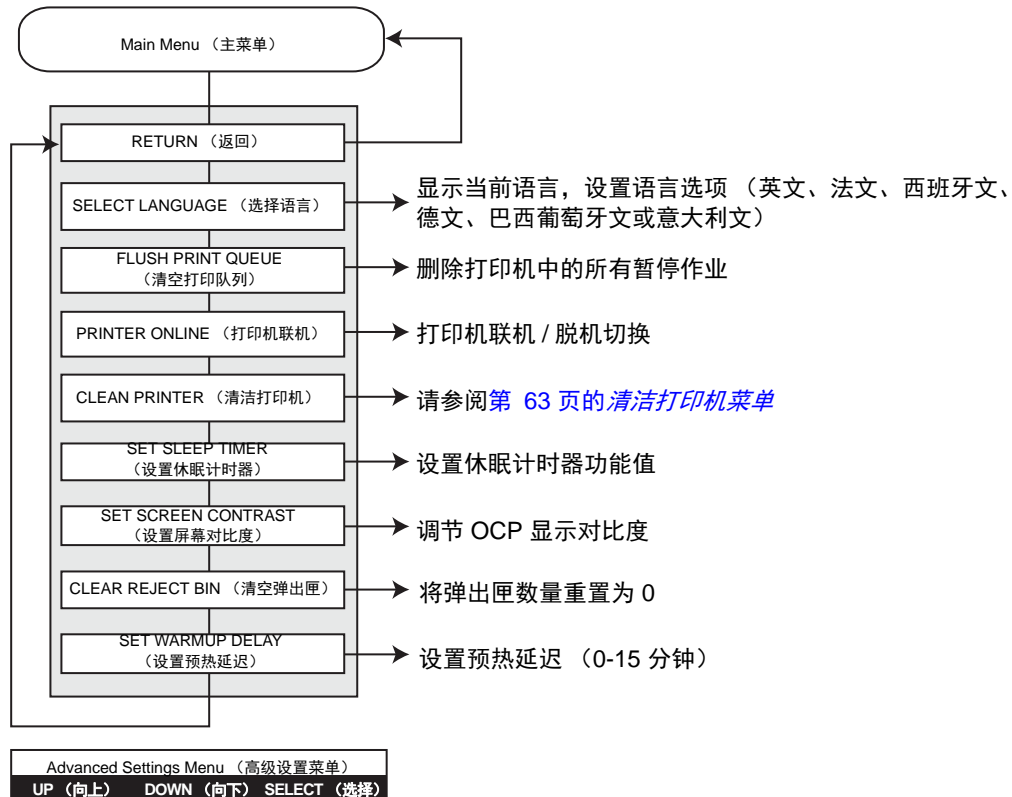 Main Menu （主菜单）
RETURN （返回）
SELECT LANGUAGE （选择语言）
显示当前语言，设置语言选项 （英文、法文、西班牙文、
德文、巴西葡萄牙文或意大利文）
FLUSH PRINT QUEUE
（清空打印队列）
删除打印机中的所有暂停作业
PRINTER ONLINE （打印机联机）
打印机联机 / 脱机切换
CLEAN PRINTER （清洁打印机）
请参阅第 63 页的清洁打印机菜单
SET SLEEP TIMER
（设置休眠计时器）
设置休眠计时器功能值
SET SCREEN CONTRAST
（设置屏幕对比度）
调节 OCP 显示对比度
CLEAR REJECT BIN （清空弹出匣）
将弹出匣数量重置为 0
SET WARMUP DELAY
（设置预热延迟）
设置预热延迟 （0-15 分钟）
Advanced Settings Menu （高级设置菜单）
UP （向上） DOWN （向下） SELECT （选择）